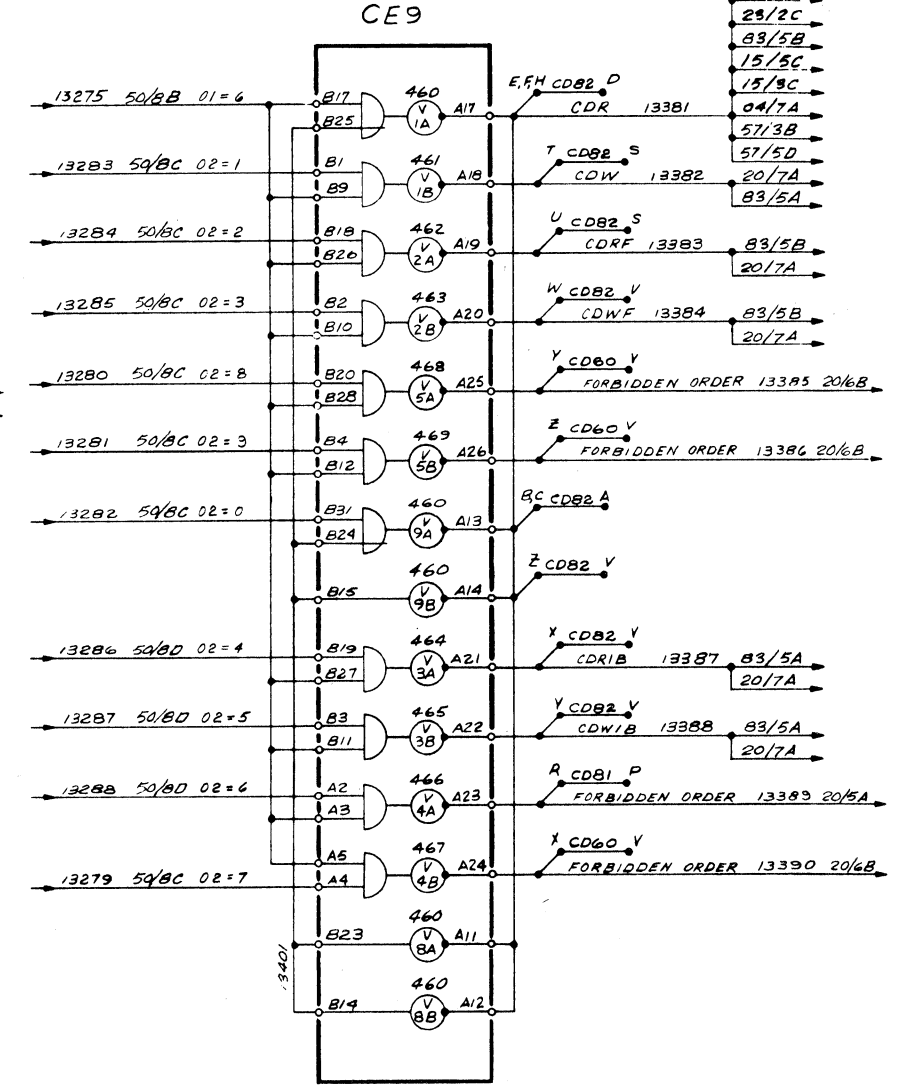 CE9
23/2C
83/5B
15/5C
13275 50/8B 01=6 B17 460 V 1A A17 E,F,H CD82 D 15/9C
B25 CDR 13381 04/7A
57/3B
57/5D
13283 50/8C 02=1 B1 461 V 1B A18 T CD82 S
B9 CDW 13382 20/7A
83/5A
13284 50/8C 02=2 B18 462 V 2A A19 U CD82 S
B26 CDRF 13383 83/5B
20/7A
13285 50/8C 02=3 B2 463 V 2B A20 W CD82 V
B10 CDWF 13384 83/5B
20/7A
13280 50/8C 02=8 B20 468 V 5A A25 Y CD60 V
B28 FORBIDDEN ORDER 13385 20/6B
13281 50/8C 02=3 B4 469 V 5B A26 Z CD60 V
B12 FORBIDDEN ORDER 13386 20/6B
13282 50/8C 02=0 B31 460 V 9A A13 B,C CD82 A
B24
B15 460 V 9B A14 Z CD82 V
13286 50/8D 02=4 B19 464 V 3A A21 X CD82 V
B27 CDR1B 13387 83/5A
20/7A
13287 50/8D 02=5 B3 465 V 3B A22 Y CD82 V
B11 CDW1B 13388 83/5A
20/7A
13288 50/8D 02=6 A2 466 V 4A A23 R CD81 P
A3 FORBIDDEN ORDER 13389 20/5A
A5 467 V 4B A24 X CD60 V
13279 50/8C 02=7 A4 FORBIDDEN ORDER 13390 20/6B
B23 460 V 8A A11
13401
B14 460 V 8B A12